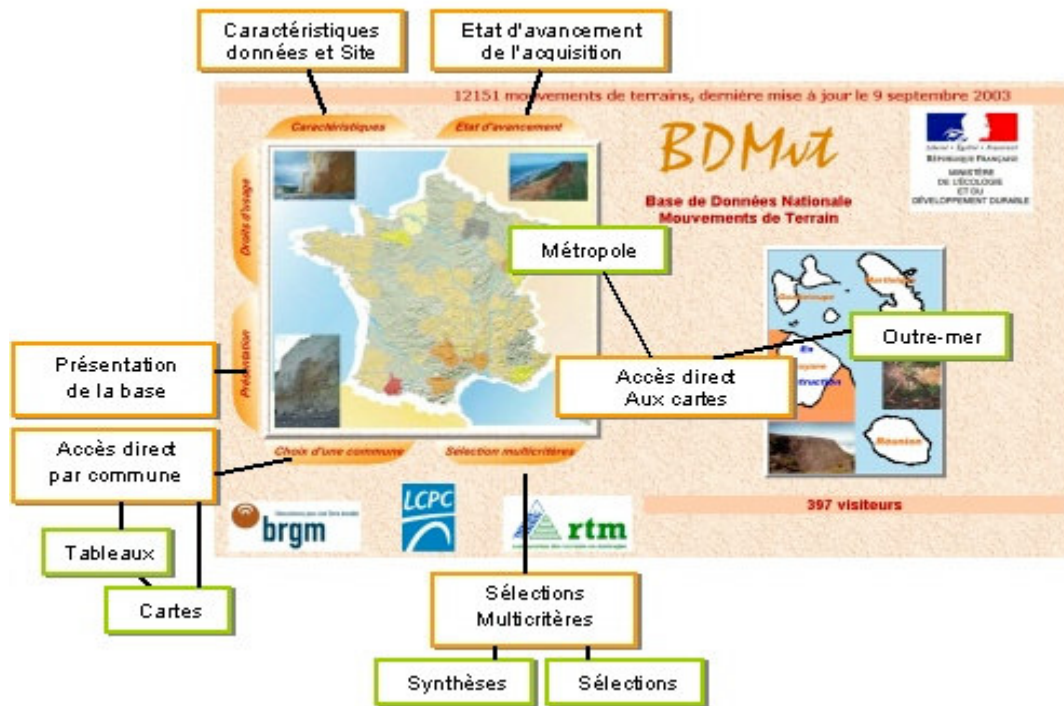 Caractéristiques
données et Site
Etat d'avancement
de l'acquisition
12151 mouvements de terrains, dernière mise à jour le 9 septembre 2003
Caractéristiques
Etat d'avancement
BDMvt
Base de Données Nationale
Mouvements de Terrain
RÉPUBLIQUE FRANÇAISE
MINISTÈRE
DE L'ÉCOLOGIE
ET DU
DÉVELOPPEMENT DURABLE
Droits d'usage
Métropole
Guadeloupe
Martinique
Outre-mer
Présentation
de la base
Présentation
En
Accès direct
Aux cartes
Réunion
Accès direct
par commune
Choix d'une commune
Sélection multicritères
397 visiteurs
brgm
LCPC
rtm
Tableaux
Cartes
Sélections
Multicritères
Synthèses
Sélections